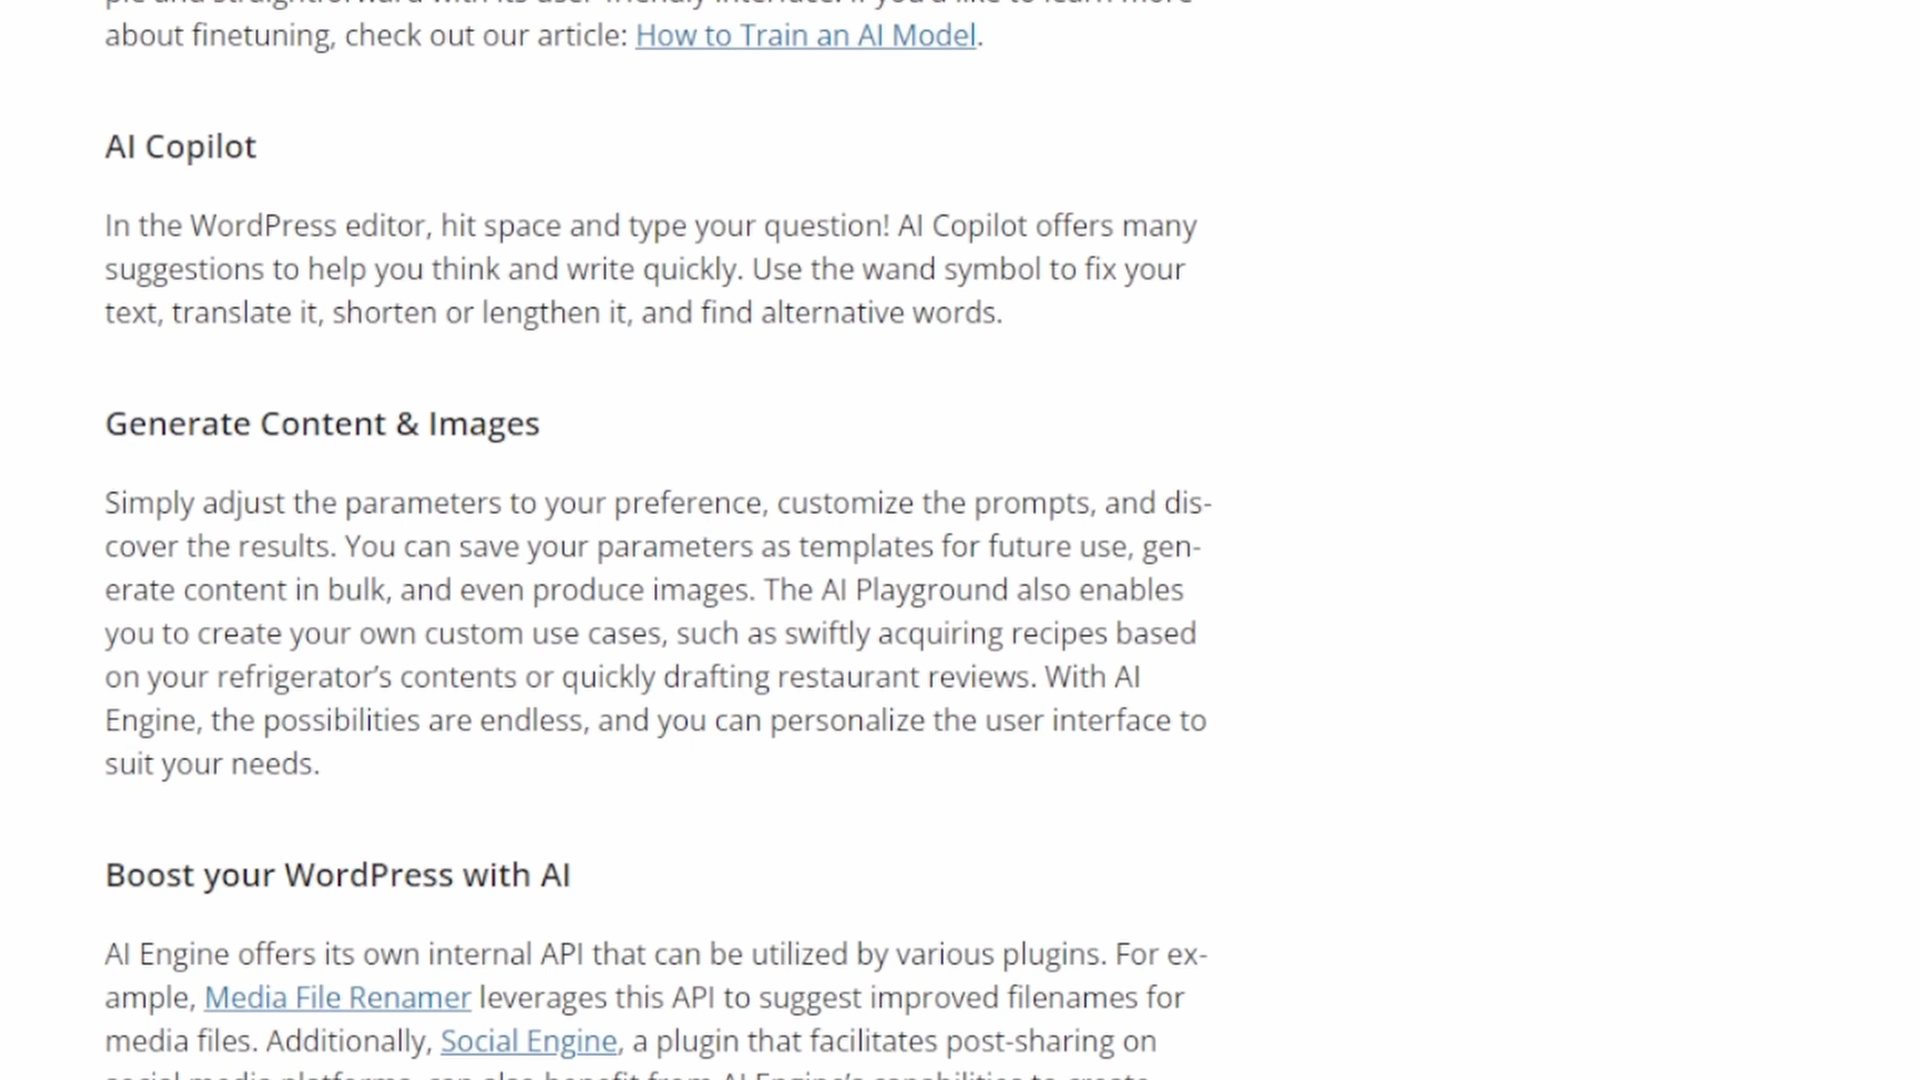 about finetuning, check out our article: How to Train an AI Model.
AI Copilot
In the WordPress editor, hit space and type your question! AI Copilot offers many
suggestions to help you think and write quickly. Use the wand symbol to fix your
text, translate it, shorten or lengthen it, and find alternative words.
Generate Content & Images
Simply adjust the parameters to your preference, customize the prompts, and dis-
cover the results. You can save your parameters as templates for future use, gen-
erate content in bulk, and even produce images. The AI Playground also enables
you to create your own custom use cases, such as swiftly acquiring recipes based
on your refrigerator’s contents or quickly drafting restaurant reviews. With AI
Engine, the possibilities are endless, and you can personalize the user interface to
suit your needs.
Boost your WordPress with AI
AI Engine offers its own internal API that can be utilized by various plugins. For ex-
ample, Media File Renamer leverages this API to suggest improved filenames for
media files. Additionally, Social Engine, a plugin that facilitates post-sharing on